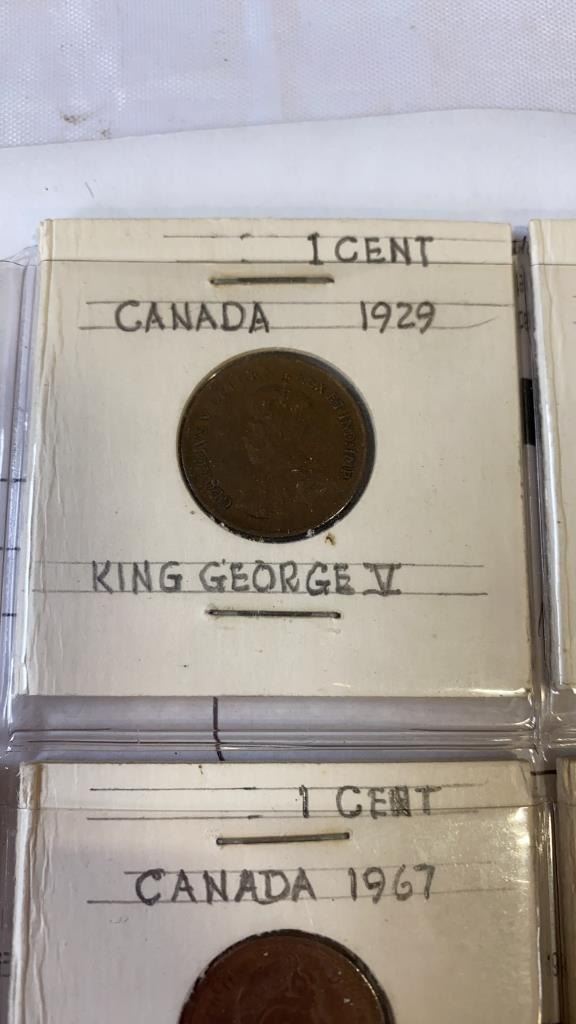 1 CENT
CANADA 1929
KING GEORGE V
1 CENT
CANADA 1967